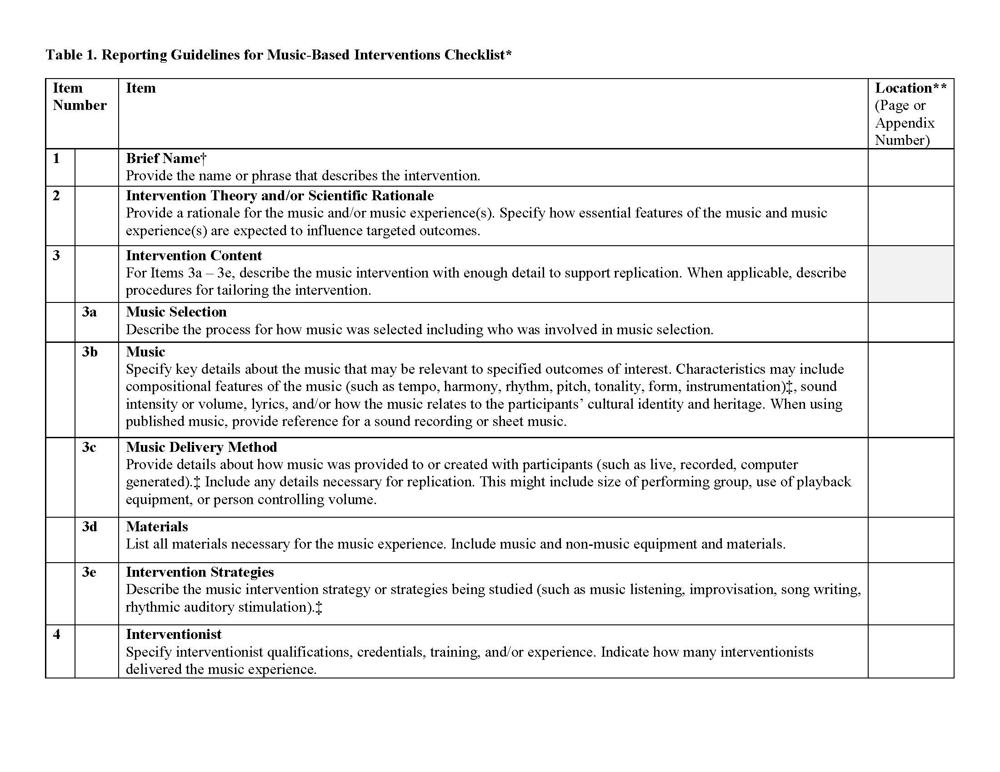 Table 1. Reporting Guidelines for Music-Based Interventions Checklist*
Item Number
Item
Location**
(Page or
Appendix
Number)
1
Brief Name†
Provide the name or phrase that describes the intervention.
2
Intervention Theory and/or Scientific Rationale
Provide a rationale for the music and/or music experience(s). Specify how essential features of the music and music
experience(s) are expected to influence targeted outcomes.
3
Intervention Content
For Items 3a – 3e, describe the music intervention with enough detail to support replication. When applicable, describe
procedures for tailoring the intervention.
3a
Music Selection
Describe the process for how music was selected including who was involved in music selection.
3b
Music
Specify key details about the music that may be relevant to specified outcomes of interest. Characteristics may include
compositional features of the music (such as tempo, harmony, rhythm, pitch, tonality, form, instrumentation)‡, sound
intensity or volume, lyrics, and/or how the music relates to the participants’ cultural identity and heritage. When using
published music, provide reference for a sound recording or sheet music.
3c
Music Delivery Method
Provide details about how music was provided to or created with participants (such as live, recorded, computer
generated).‡ Include any details necessary for replication. This might include size of performing group, use of playback
equipment, or person controlling volume.
3d
Materials
List all materials necessary for the music experience. Include music and non-music equipment and materials.
3e
Intervention Strategies
Describe the music intervention strategy or strategies being studied (such as music listening, improvisation, song writing,
rhythmic auditory stimulation).‡
4
Interventionist
Specify interventionist qualifications, credentials, training, and/or experience. Indicate how many interventionists
delivered the music experience.